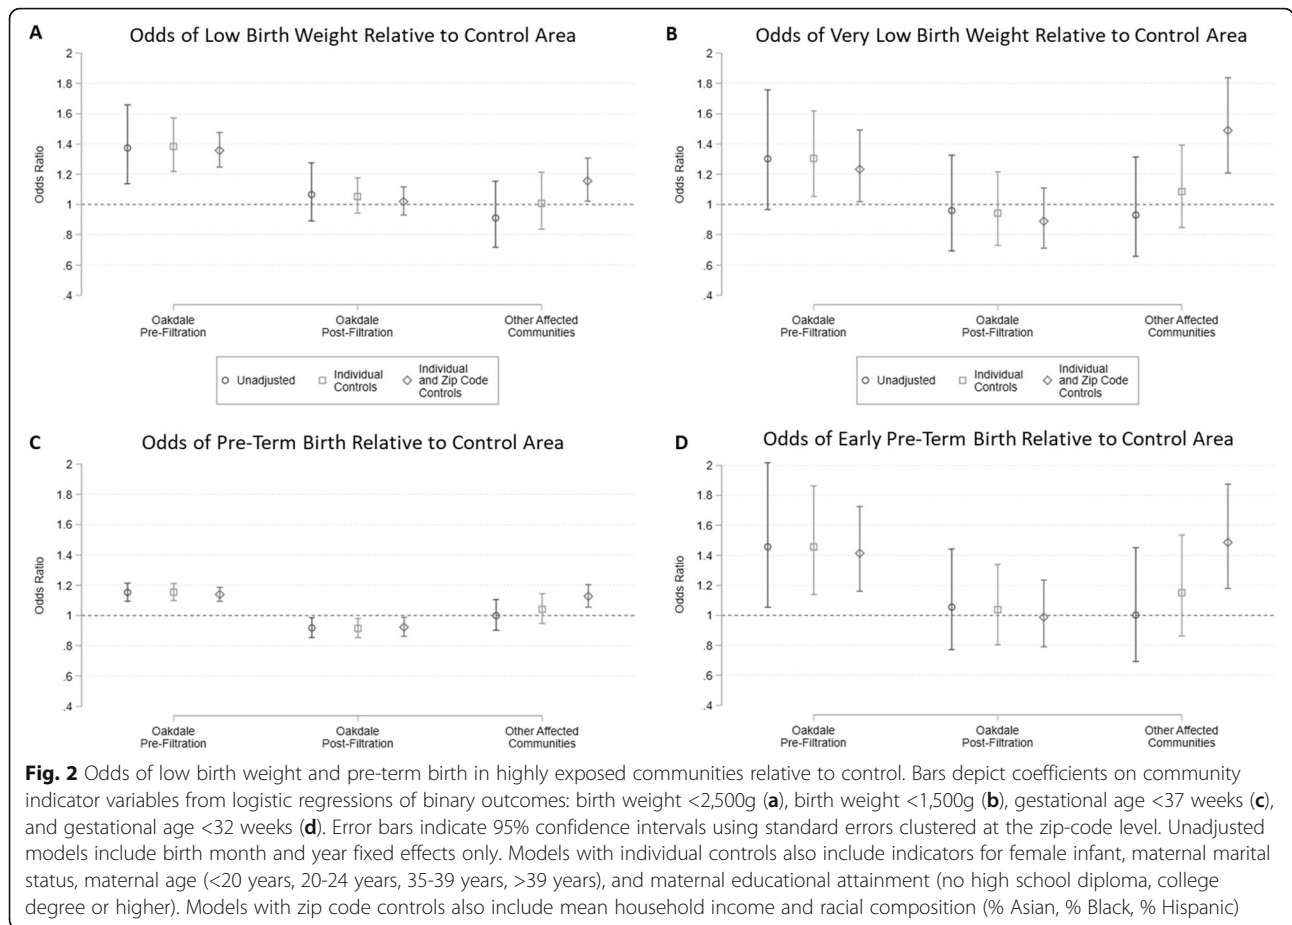 A
Odds of Low Birth Weight Relative to Control Area
2
1.8
1.6
1.4
1.2
1
.8
.6
.4
Odds Ratio
Oakdale
Pre-Filtration
Oakdale
Post-Filtration
Other Affected
Communities
B
Odds of Very Low Birth Weight Relative to Control Area
2
1.8
1.6
1.4
1.2
1
.8
.6
.4
Odds Ratio
Oakdale
Pre-Filtration
Oakdale
Post-Filtration
Other Affected
Communities
Unadjusted
Individual
Controls
Individual
and Zip Code
Controls
Unadjusted
Individual
Controls
Individual
and Zip Code
Controls
C
Odds of Pre-Term Birth Relative to Control Area
2
1.8
1.6
1.4
1.2
1
.8
.6
.4
Odds Ratio
Oakdale
Pre-Filtration
Oakdale
Post-Filtration
Other Affected
Communities
D
Odds of Early Pre-Term Birth Relative to Control Area
2
1.8
1.6
1.4
1.2
1
.8
.6
.4
Odds Ratio
Oakdale
Pre-Filtration
Oakdale
Post-Filtration
Other Affected
Communities
Fig. 2 Odds of low birth weight and pre-term birth in highly exposed communities relative to control. Bars depict coefficients on community
indicator variables from logistic regressions of binary outcomes: birth weight <2,500g (a), birth weight <1,500g (b), gestational age <37 weeks (c),
and gestational age <32 weeks (d). Error bars indicate 95% confidence intervals using standard errors clustered at the zip-code level. Unadjusted
models include birth month and year fixed effects only. Models with individual controls also include indicators for female infant, maternal marital
status, maternal age (<20 years, 20-24 years, 35-39 years, >39 years), and maternal educational attainment (no high school diploma, college
degree or higher). Models with zip code controls also include mean household income and racial composition (% Asian, % Black, % Hispanic)